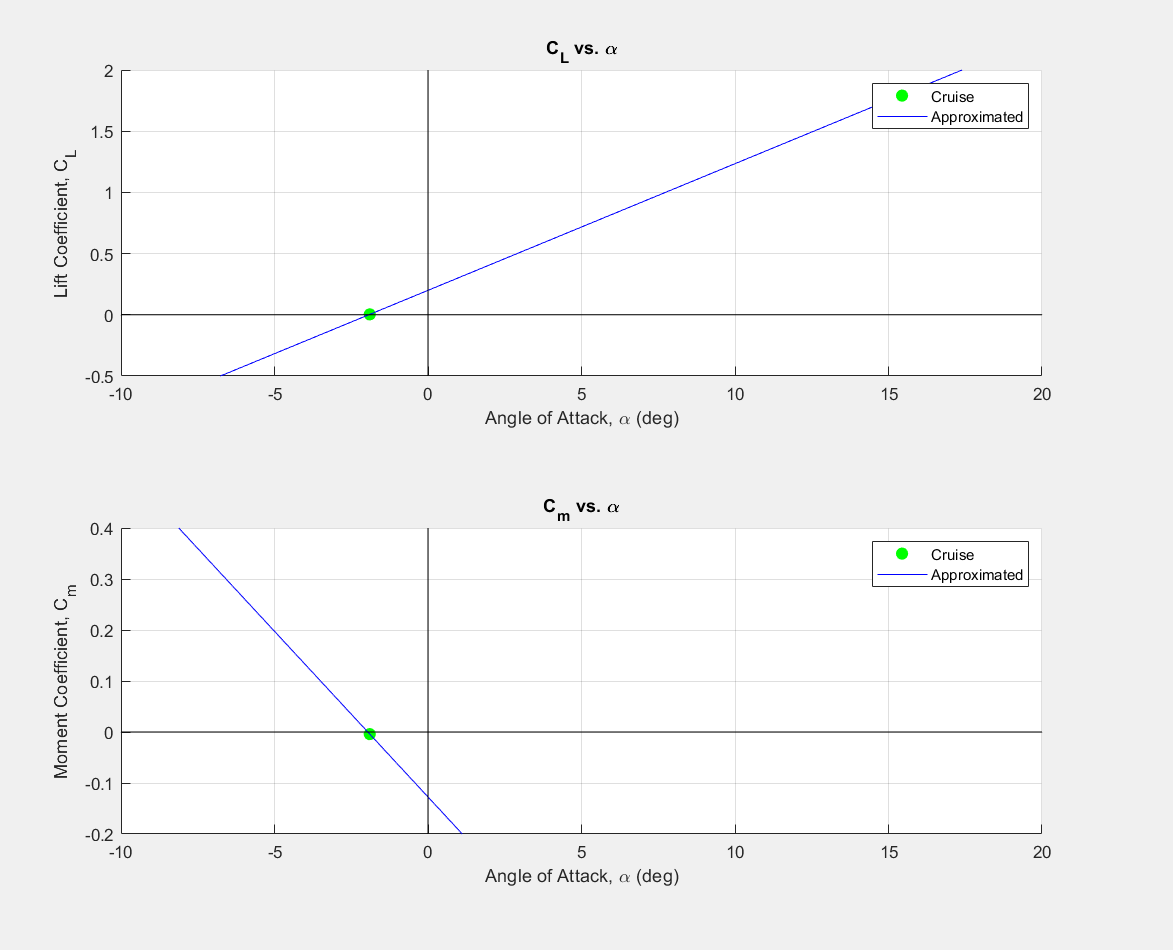 C_L vs. α
2
1.5
1
0.5
0
-0.5
Lift Coefficient, C_L
Cruise
Approximated
-10 -5 0 5 10 15 20
Angle of Attack, α (deg)
C_m vs. α
0.4
0.3
0.2
0.1
0
-0.1
-0.2
Moment Coefficient, C_m
Cruise
Approximated
-10 -5 0 5 10 15 20
Angle of Attack, α (deg)